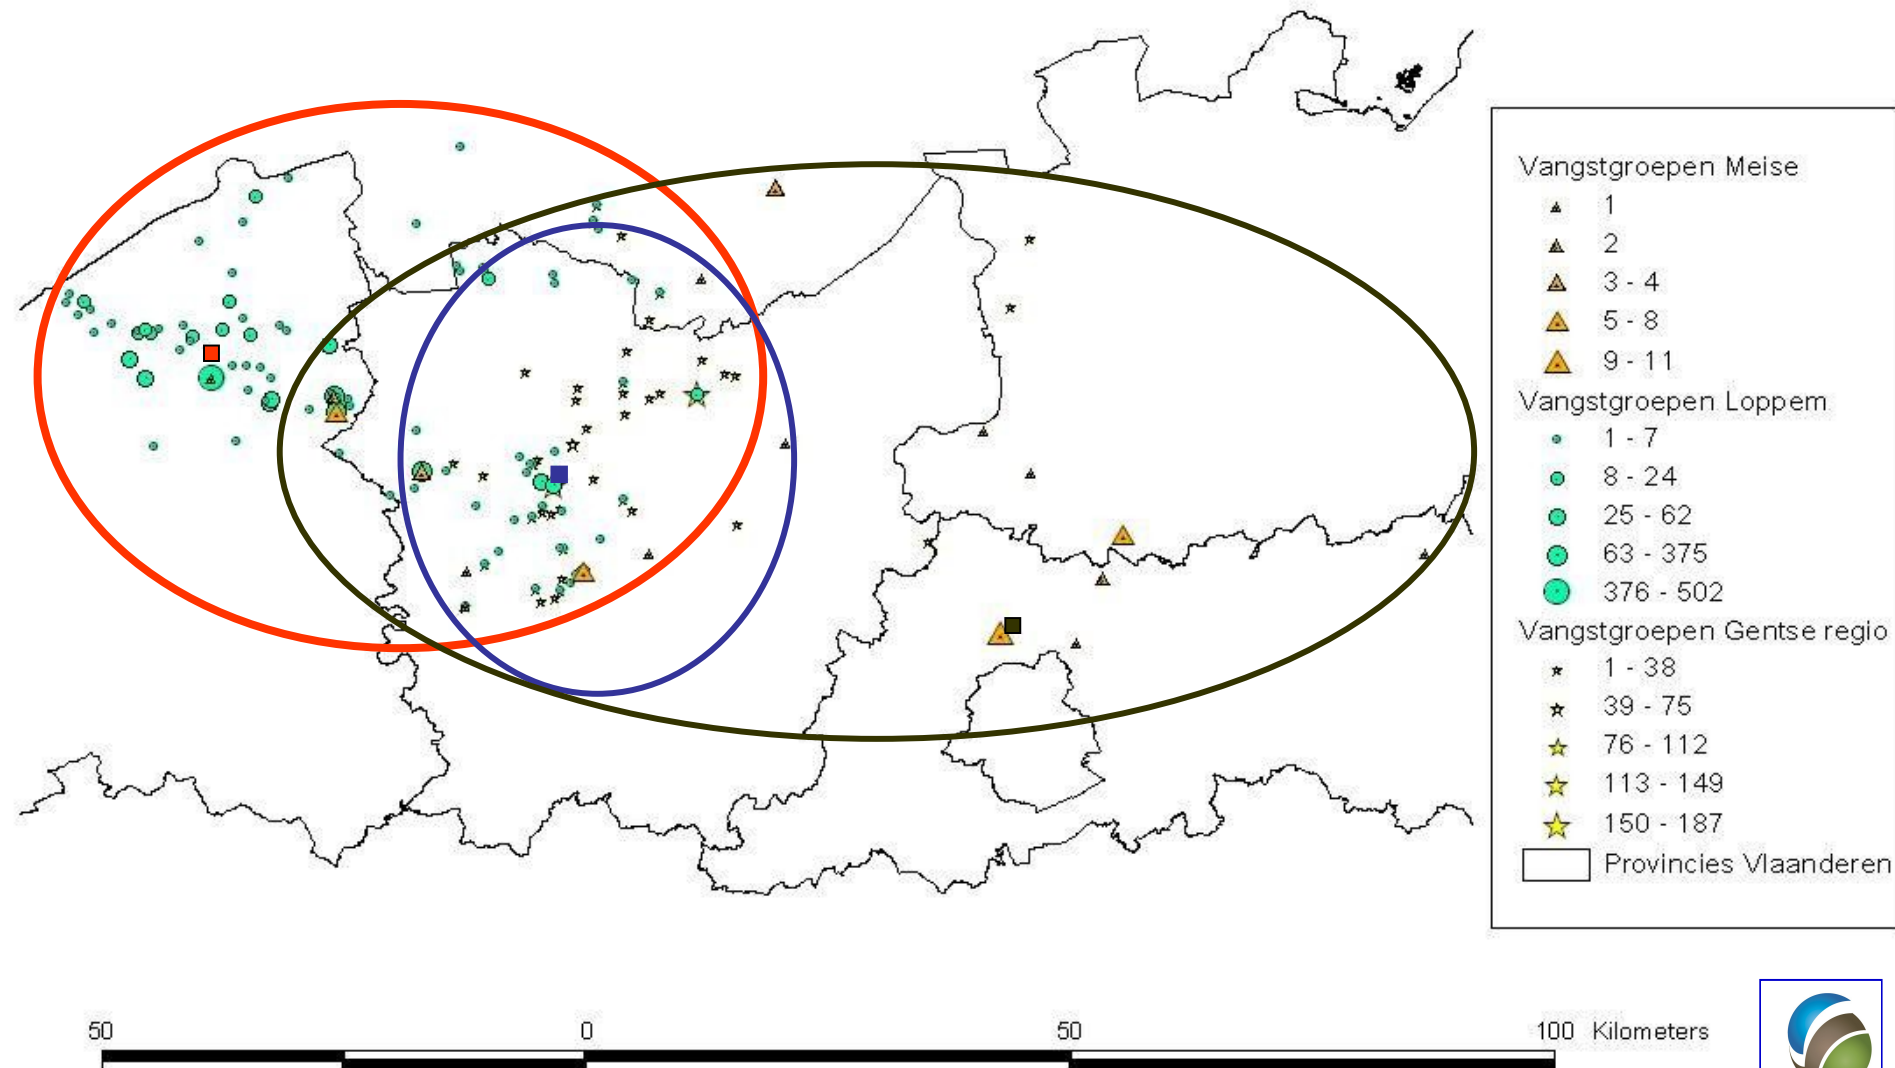 Vangstgroepen Meise
1
2
3 - 4
5 - 8
9 - 11
Vangstgroepen Loppem
1 - 7
8 - 24
25 - 62
63 - 375
376 - 502
Vangstgroepen Gentse regio
1 - 38
39 - 75
76 - 112
113 - 149
150 - 187
Provincies Vlaanderen
50 0 50 100 Kilometers